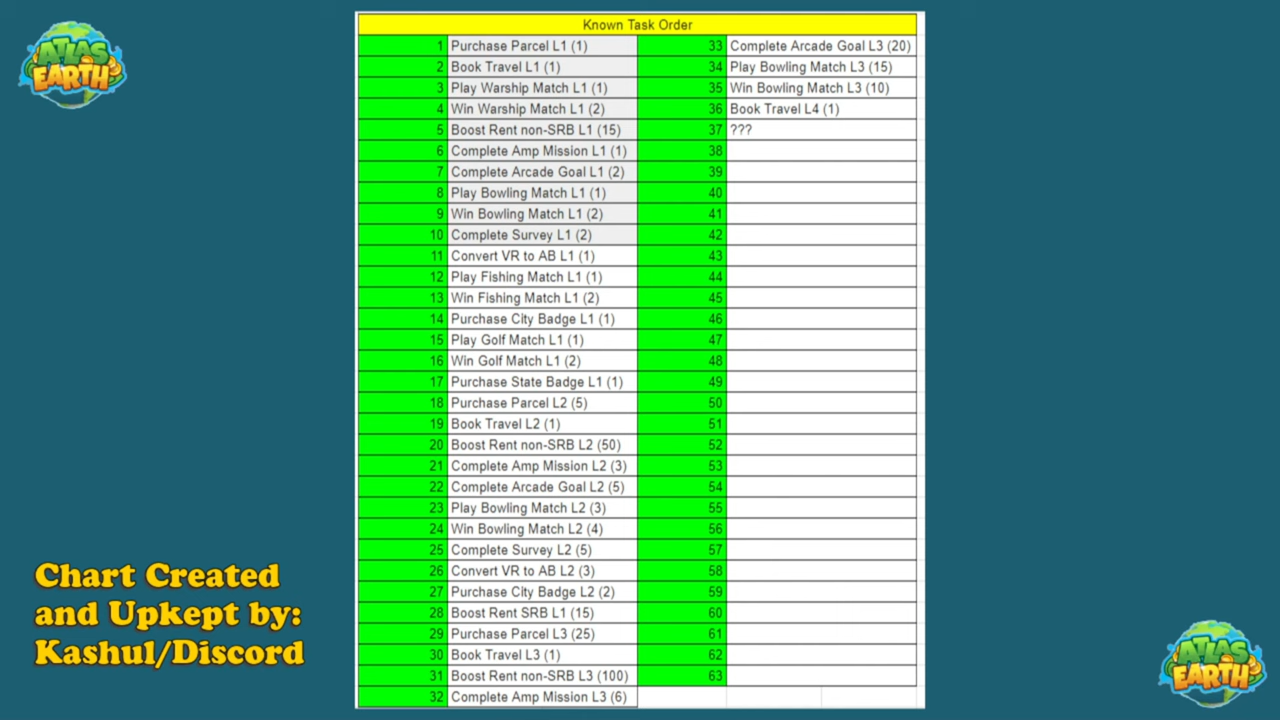 ATLAS
EARTH
Known Task Order
1 Purchase Parcel L1 (1)
2 Book Travel L1 (1)
3 Play Warship Match L1 (1)
4 Win Warship Match L1 (2)
5 Boost Rent non-SRB L1 (15)
6 Complete Amp Mission L1 (1)
7 Complete Arcade Goal L1 (2)
8 Play Bowling Match L1 (1)
9 Win Bowling Match L1 (2)
10 Complete Survey L1 (2)
11 Convert VR to AB L1 (1)
12 Play Fishing Match L1 (1)
13 Win Fishing Match L1 (2)
14 Purchase City Badge L1 (1)
15 Play Golf Match L1 (1)
16 Win Golf Match L1 (2)
17 Purchase State Badge L1 (1)
18 Purchase Parcel L2 (5)
19 Book Travel L2 (1)
20 Boost Rent non-SRB L2 (50)
21 Complete Amp Mission L2 (3)
22 Complete Arcade Goal L2 (5)
23 Play Bowling Match L2 (3)
24 Win Bowling Match L2 (4)
25 Complete Survey L2 (5)
26 Convert VR to AB L2 (3)
27 Purchase City Badge L2 (2)
28 Boost Rent SRB L1 (15)
29 Purchase Parcel L3 (25)
30 Book Travel L3 (1)
31 Boost Rent non-SRB L3 (100)
32 Complete Amp Mission L3 (6)
33 Complete Arcade Goal L3 (20)
34 Play Bowling Match L3 (15)
35 Win Bowling Match L3 (10)
36 Book Travel L4 (1)
37 ???
38
39
40
41
42
43
44
45
46
47
48
49
50
51
52
53
54
55
56
57
58
59
60
61
62
63
Chart Created
and Upkept by:
Kashul/Discord
ATLAS
EARTH